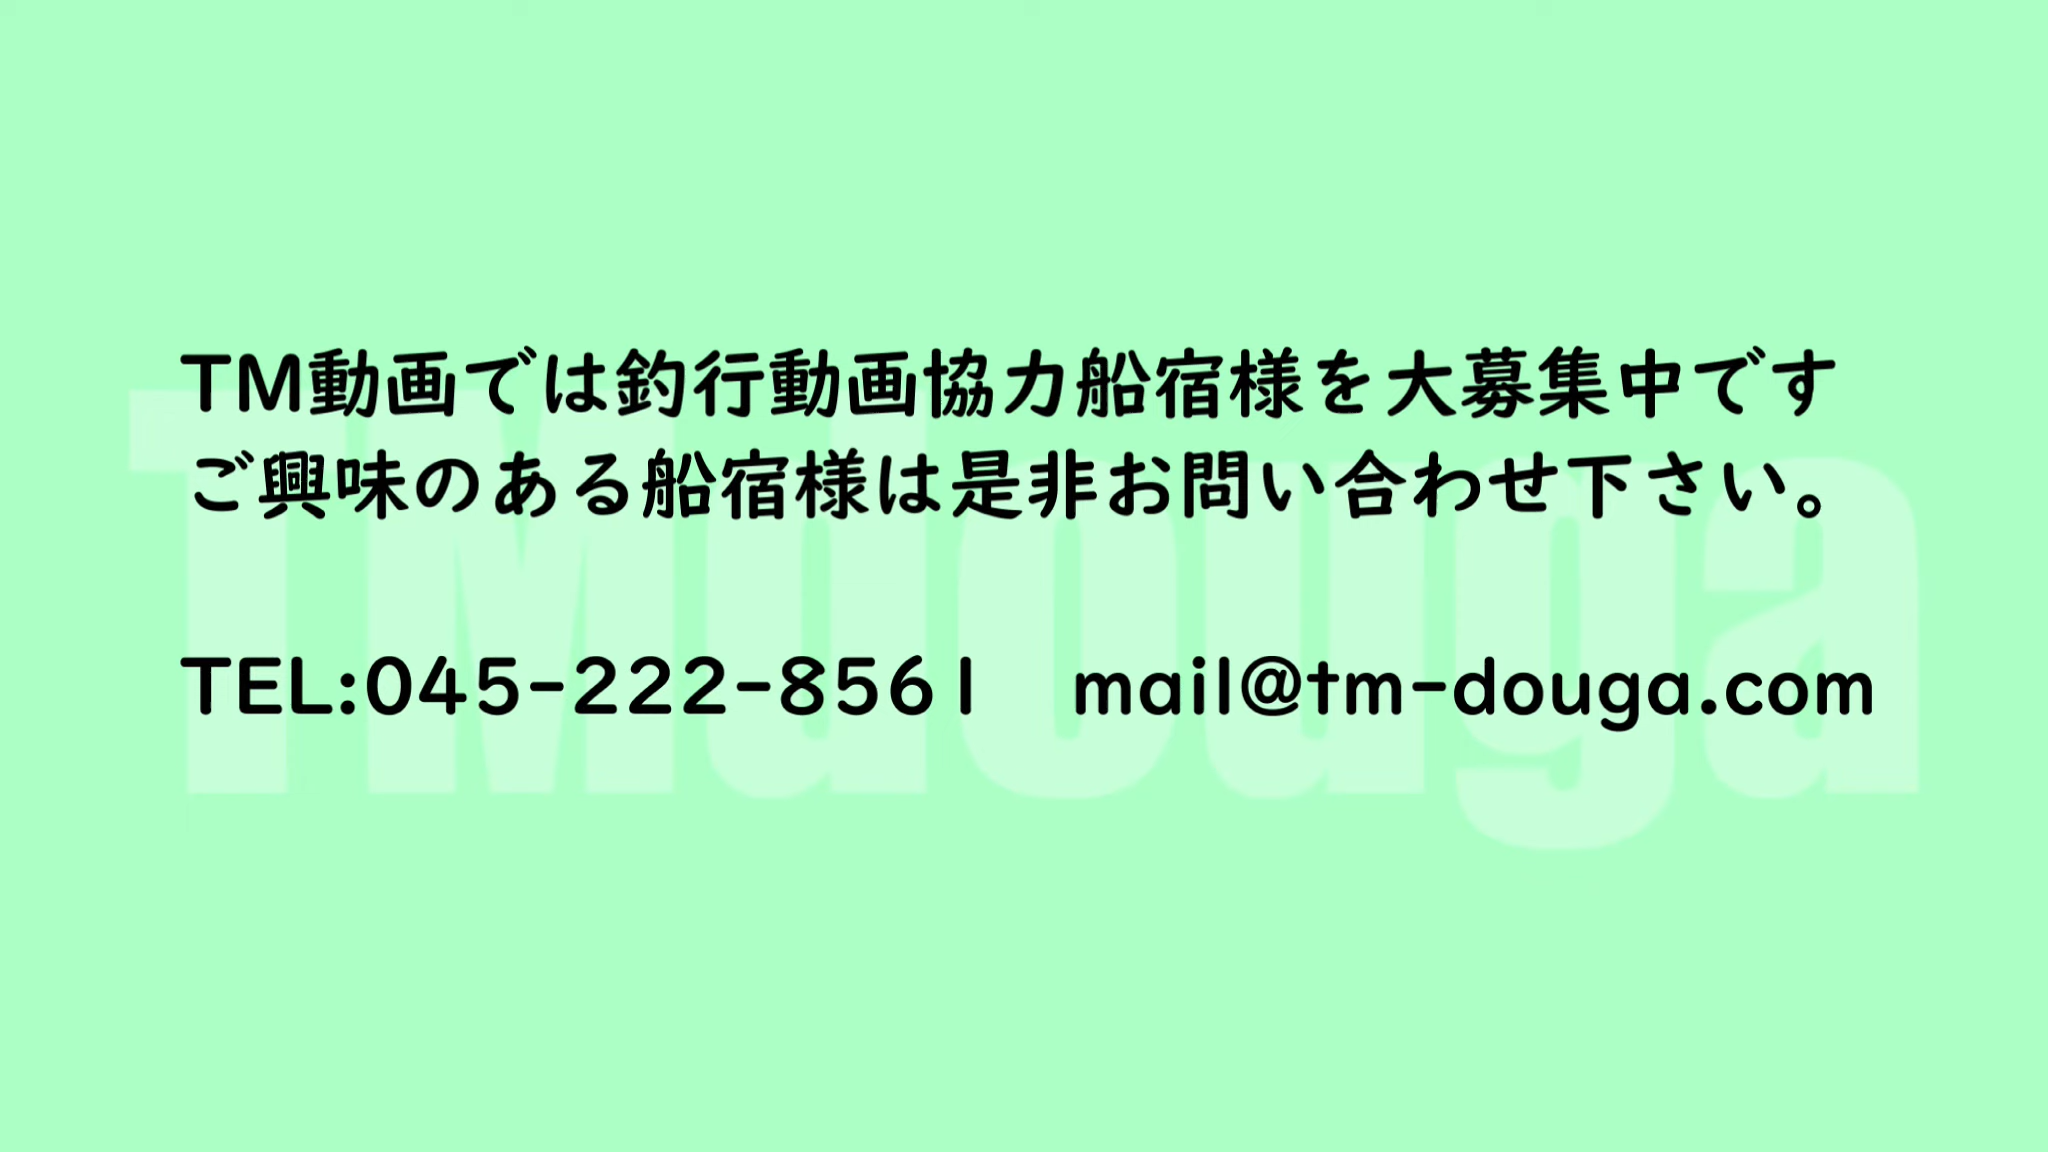 TM動画では釣行動画協力船宿様を大募集中です
ご興味のある船宿様は是非お問い合わせ下さい。
TEL:045-222-8561　mail@tm-douga.com
TMdouga